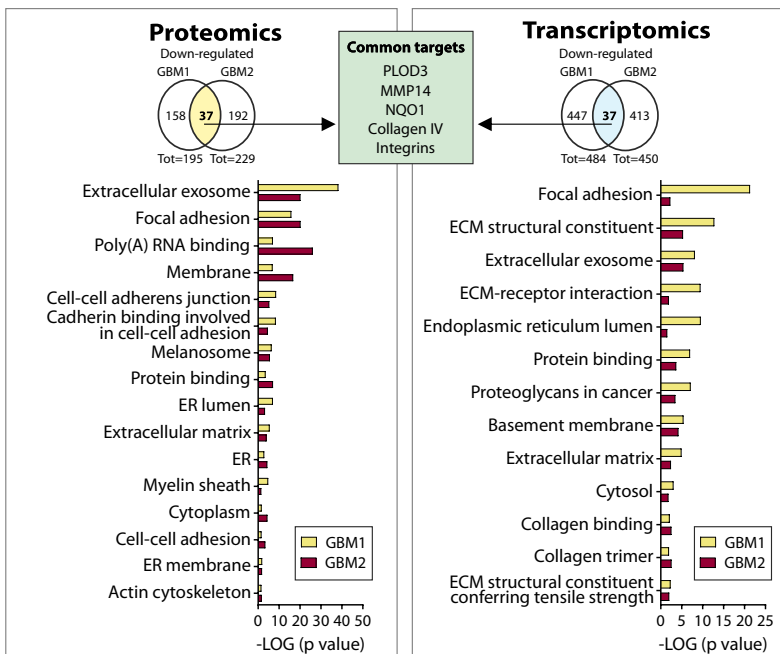 Proteomics
Down-regulated
GBM1 GBM2
158 37 192
Tot=195 Tot=229
Common targets
PLOD3
MMP14
NQO1
Collagen IV
Integrins
Transcriptomics
Down-regulated
GBM1 GBM2
447 37 413
Tot=484 Tot=450
Extracellular exosome
Focal adhesion
Poly(A) RNA binding
Membrane
Cell-cell adherens junction
Cadherin binding involved
in cell-cell adhesion
Melanosome
Protein binding
ER lumen
Extracellular matrix
ER
Myelin sheath
Cytoplasm
Cell-cell adhesion
ER membrane
Actin cytoskeleton
GBM1
GBM2
0 10 20 30 40 50
-LOG (p value)
Focal adhesion
ECM structural constituent
Extracellular exosome
ECM-receptor interaction
Endoplasmic reticulum lumen
Protein binding
Proteoglycans in cancer
Basement membrane
Extracellular matrix
Cytosol
Collagen binding
Collagen trimer
ECM structural constituent
conferring tensile strength
GBM1
GBM2
0 5 10 15 20 25
-LOG (p value)